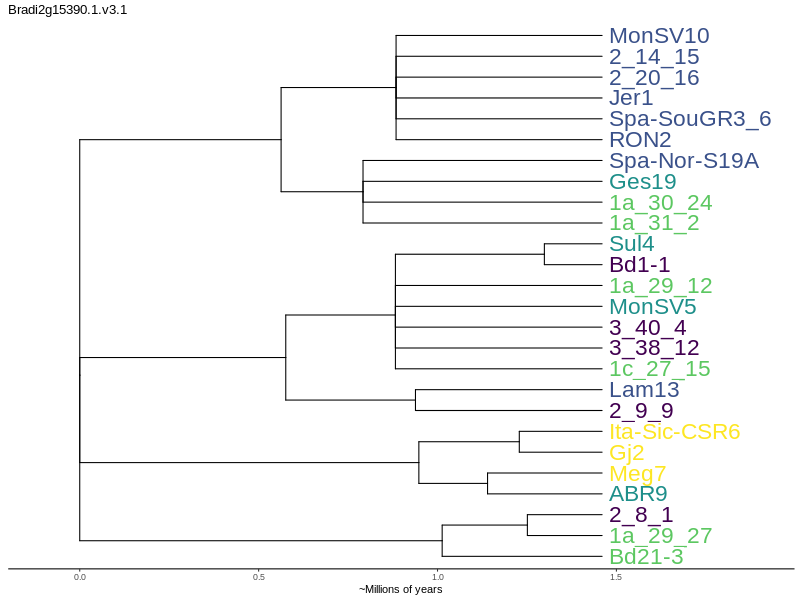 Bradi2g15390.1.v3.1
MonSV10
2_14_15
2_20_16
Jer1
Spa-SouGR3_6
RON2
Spa-Nor-S19A
Ges19
1a_30_24
1a_31_2
Sul4
Bd1-1
1a_29_12
MonSV5
3_40_4
3_38_12
1c_27_15
Lam13
2_9_9
Ita-Sic-CSR6
Gj2
Meg7
ABR9
2_8_1
1a_29_27
Bd21-3
0.0 0.5 1.0 1.5
~Millions of years